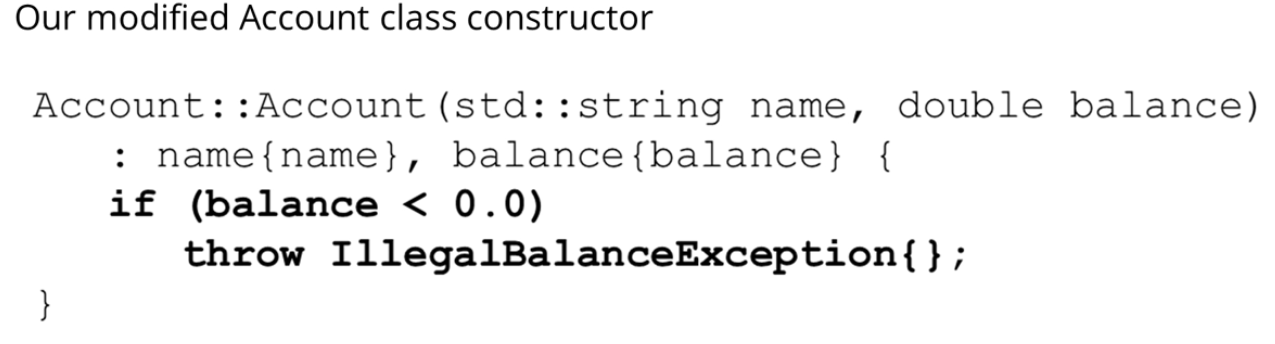 Our modified Account class constructor
Account::Account(std::string name, double balance)
: name{name}, balance{balance} {
if (balance < 0.0)
throw IllegalBalanceException{};
}